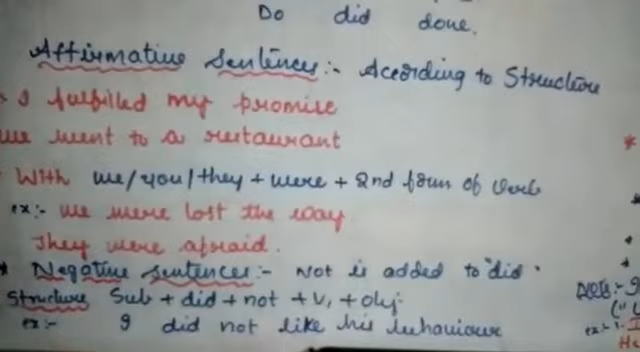 Do did done.
Affirmative Sentences:- Acording to Structure
I fulfilled my promise
we went to a restaurant
With we/you/they + were + 2nd form of Verb
ex:- we were lost the way
They were afraid.
* Negative sentences:- Not is added to "did"
Structure Sub + did + not + V1 + obj.
ex:- I did not like his behaviour